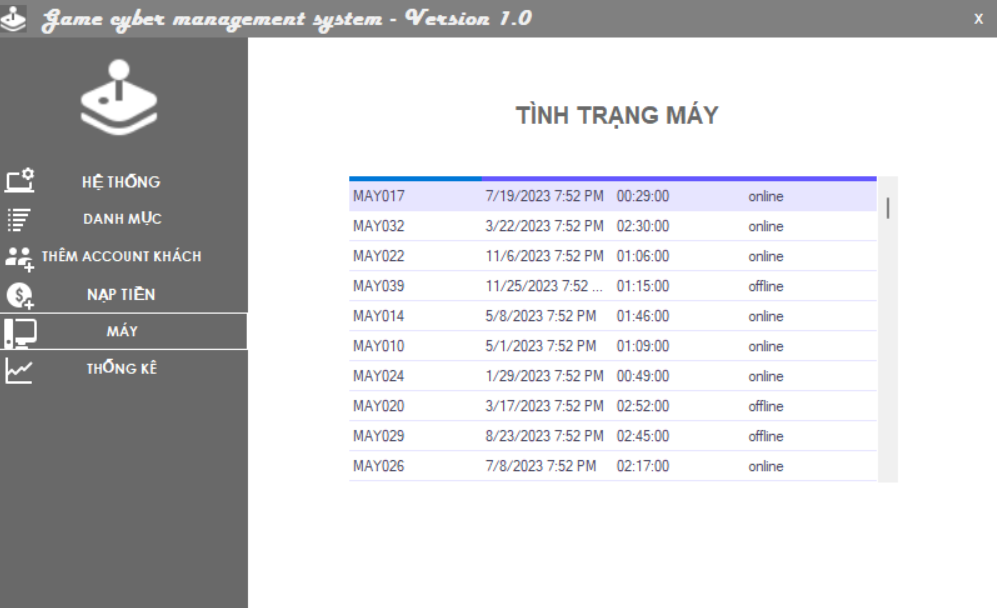 Game cyber management system - Version 1.0
X
HỆ THỐNG
DANH MỤC
THÊM ACCOUNT KHÁCH
NẠP TIỀN
MÁY
THỐNG KÊ
TÌNH TRẠNG MÁY
MAY017 7/19/2023 7:52 PM 00:29:00 online
MAY032 3/22/2023 7:52 PM 02:30:00 online
MAY022 11/6/2023 7:52 PM 01:06:00 online
MAY039 11/25/2023 7:52 ... 01:15:00 offline
MAY014 5/8/2023 7:52 PM 01:46:00 online
MAY010 5/1/2023 7:52 PM 01:09:00 online
MAY024 1/29/2023 7:52 PM 00:49:00 online
MAY020 3/17/2023 7:52 PM 02:52:00 offline
MAY029 8/23/2023 7:52 PM 02:45:00 offline
MAY026 7/8/2023 7:52 PM 02:17:00 online